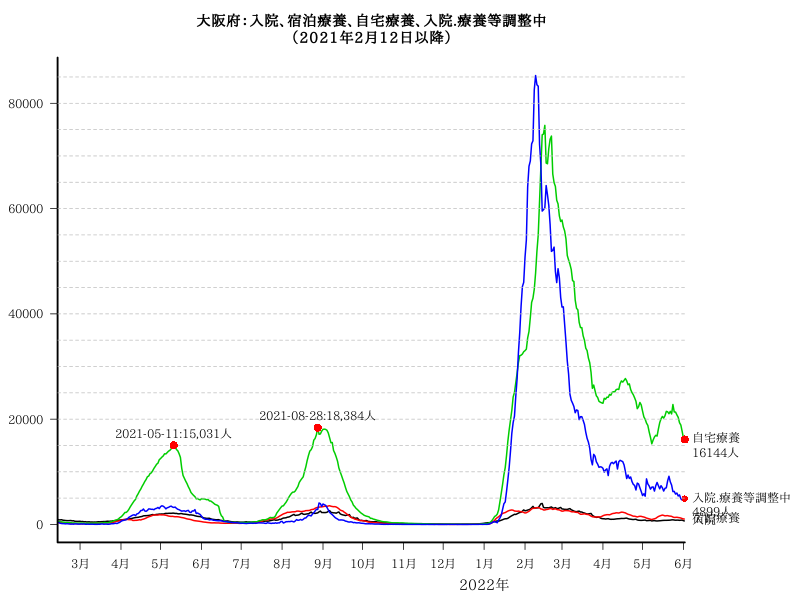 大阪府：入院、宿泊療養、自宅療養、入院.療養等調整中
（2021年2月12日以降）
80000
60000
40000
20000
0
2021-05-11:15,031人
2021-08-28:18,384人
自宅療養
16144人
入院.療養等調整中
4899人
3月 4月 5月 6月 7月 8月 9月 10月 11月 12月 1月 2月 3月 4月 5月 6月
2022年